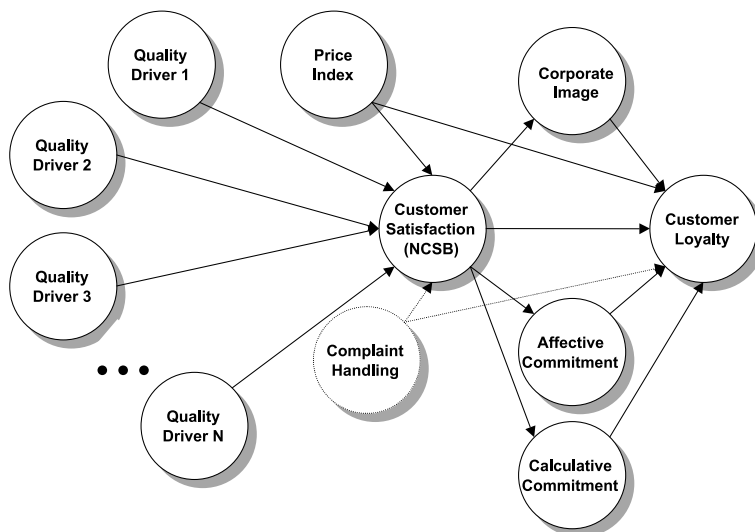 Quality
Driver 1
Price
Index
Corporate
Image
Quality
Driver 2
Customer
Satisfaction
(NCSB)
Customer
Loyalty
Quality
Driver 3
Complaint
Handling
Affective
Commitment
Quality
Driver N
Calculative
Commitment